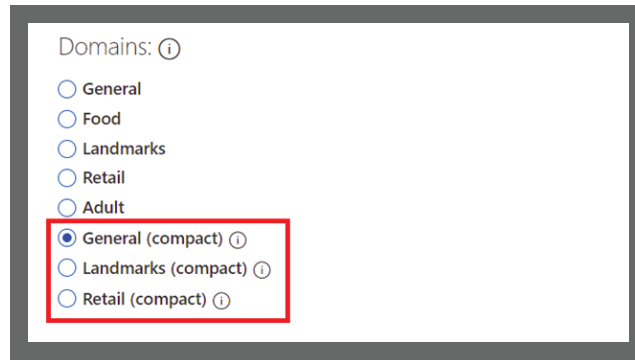 Domains:
General
Food
Landmarks
Retail
Adult
General (compact)
Landmarks (compact)
Retail (compact)